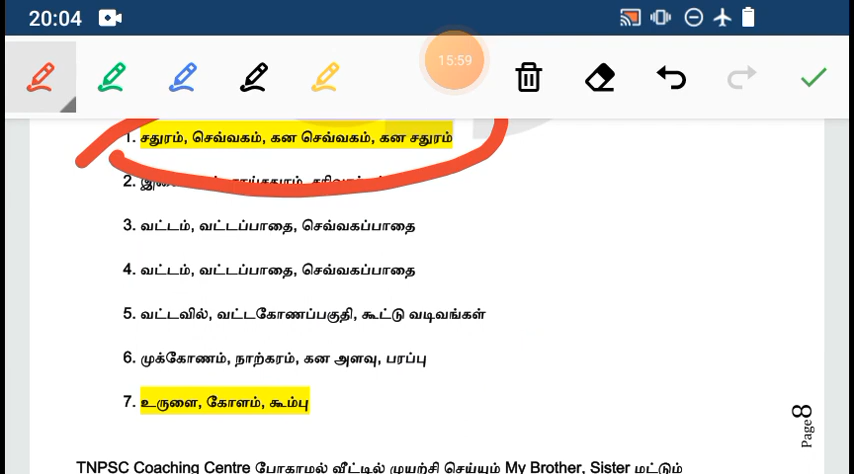 20:04
15:59
1. சதுரம், செவ்வகம், கன செவ்வகம், கன சதுரம்
2.
3. வட்டம், வட்டப்பாதை, செவ்வகப்பாதை
4. வட்டம், வட்டப்பாதை, செவ்வகப்பாதை
5. வட்டவில், வட்டகோணப்பகுதி, கூட்டு வடிவங்கள்
6. முக்கோணம், நாற்கரம், கன அளவு, பரப்பு
7. உருளை, கோளம், கூம்பு
Page8
TNPSC Coaching Centre போகாமல் வீட்டில் முயற்சி செய்யும் My Brother, Sister மட்டும்